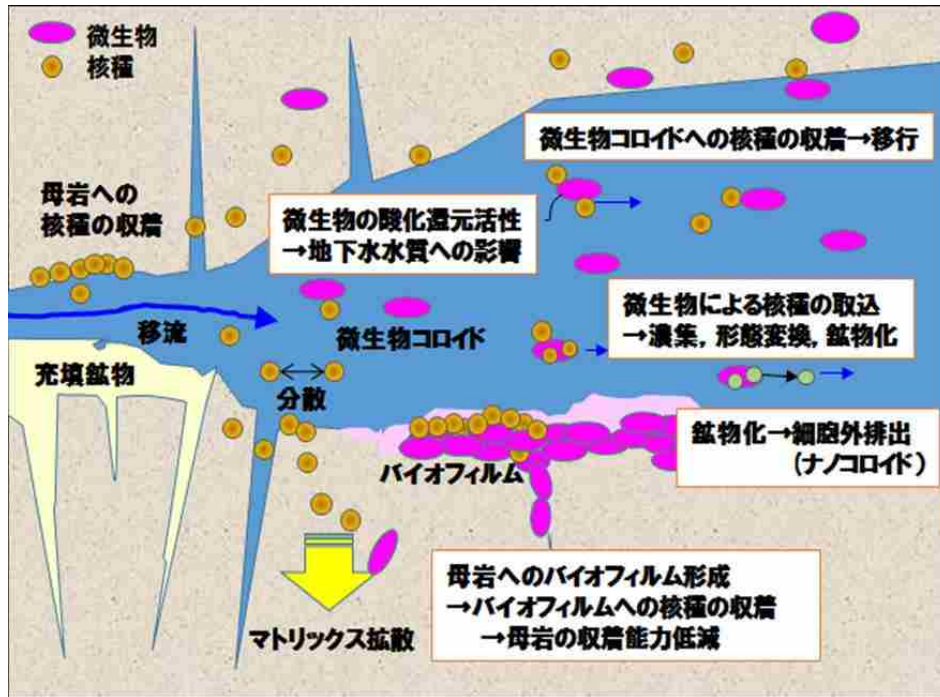 微生物
核種
微生物コロイドへの核種の収着→移行
母岩への
核種の収着
微生物の酸化還元活性
→地下水水質への影響
微生物による核種の取込
→濃集，形態変換，鉱物化
移流
微生物コロイド
充填鉱物
分散
鉱物化→細胞外排出
（ナノコロイド）
バイオフィルム
母岩へのバイオフィルム形成
→バイオフィルムへの核種の収着
→母岩の収着能力低減
マトリックス拡散